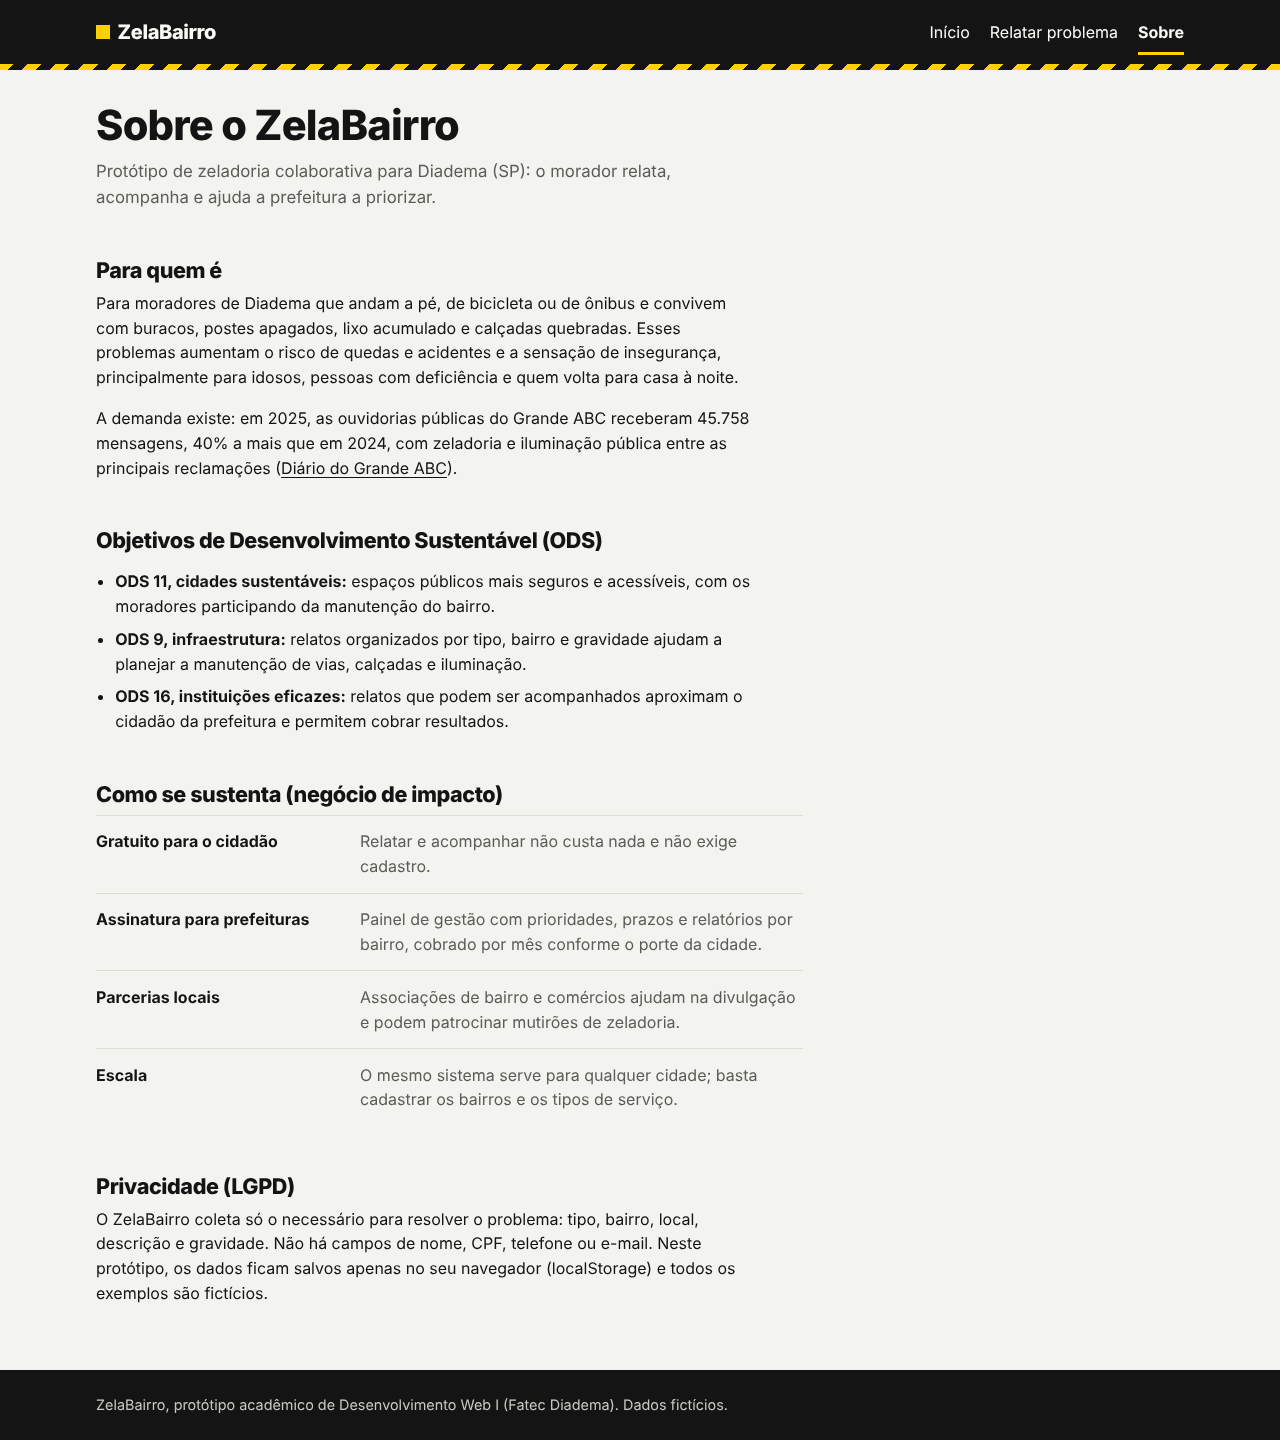 ZelaBairro
Início Relatar problema Sobre
Sobre o ZelaBairro
Protótipo de zeladoria colaborativa para Diadema (SP): o morador relata,
acompanha e ajuda a prefeitura a priorizar.
Para quem é
Para moradores de Diadema que andam a pé, de bicicleta ou de ônibus e convivem
com buracos, postes apagados, lixo acumulado e calçadas quebradas. Esses
problemas aumentam o risco de quedas e acidentes e a sensação de insegurança,
principalmente para idosos, pessoas com deficiência e quem volta para casa à noite.
A demanda existe: em 2025, as ouvidorias públicas do Grande ABC receberam 45.758
mensagens, 40% a mais que em 2024, com zeladoria e iluminação pública entre as
principais reclamações (Diário do Grande ABC).
Objetivos de Desenvolvimento Sustentável (ODS)
• ODS 11, cidades sustentáveis: espaços públicos mais seguros e acessíveis, com os
moradores participando da manutenção do bairro.
• ODS 9, infraestrutura: relatos organizados por tipo, bairro e gravidade ajudam a
planejar a manutenção de vias, calçadas e iluminação.
• ODS 16, instituições eficazes: relatos que podem ser acompanhados aproximam o
cidadão da prefeitura e permitem cobrar resultados.
Como se sustenta (negócio de impacto)
Gratuito para o cidadão
Relatar e acompanhar não custa nada e não exige
cadastro.
Assinatura para prefeituras
Painel de gestão com prioridades, prazos e relatórios por
bairro, cobrado por mês conforme o porte da cidade.
Parcerias locais
Associações de bairro e comércios ajudam na divulgação
e podem patrocinar mutirões de zeladoria.
Escala
O mesmo sistema serve para qualquer cidade; basta
cadastrar os bairros e os tipos de serviço.
Privacidade (LGPD)
O ZelaBairro coleta só o necessário para resolver o problema: tipo, bairro, local,
descrição e gravidade. Não há campos de nome, CPF, telefone ou e-mail. Neste
protótipo, os dados ficam salvos apenas no seu navegador (localStorage) e todos os
exemplos são fictícios.
ZelaBairro, protótipo acadêmico de Desenvolvimento Web I (Fatec Diadema). Dados fictícios.